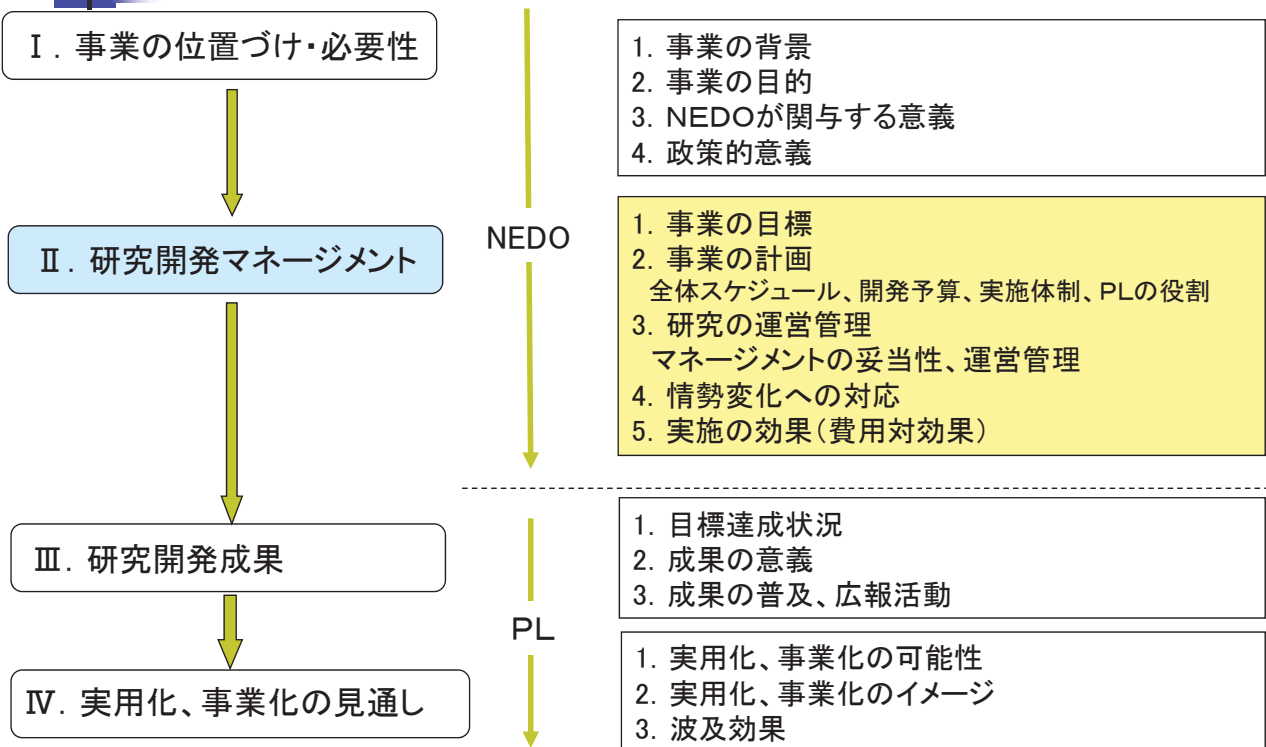 Ⅰ. 事業の位置づけ・必要性
1. 事業の背景
2. 事業の目的
3. NEDOが関与する意義
4. 政策的意義
NEDO
Ⅱ. 研究開発マネージメント
1. 事業の目標
2. 事業の計画
全体スケジュール、開発予算、実施体制、PLの役割
3. 研究の運営管理
マネージメントの妥当性、運営管理
4. 情勢変化への対応
5. 実施の効果(費用対効果)
Ⅲ. 研究開発成果
1. 目標達成状況
2. 成果の意義
3. 成果の普及、広報活動
PL
Ⅳ. 実用化、事業化の見通し
1. 実用化、事業化の可能性
2. 実用化、事業化のイメージ
3. 波及効果